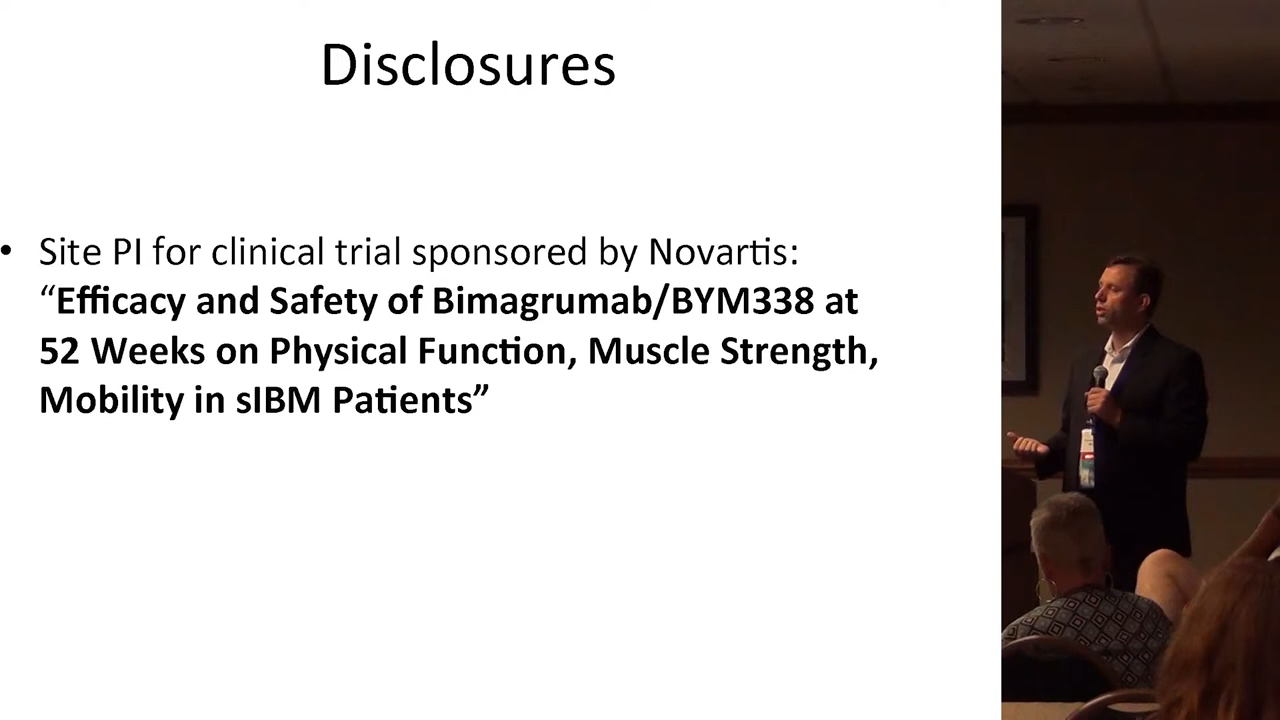 Disclosures
• Site PI for clinical trial sponsored by Novartis:
“Efficacy and Safety of Bimagrumab/BYM338 at
52 Weeks on Physical Function, Muscle Strength,
Mobility in sIBM Patients”